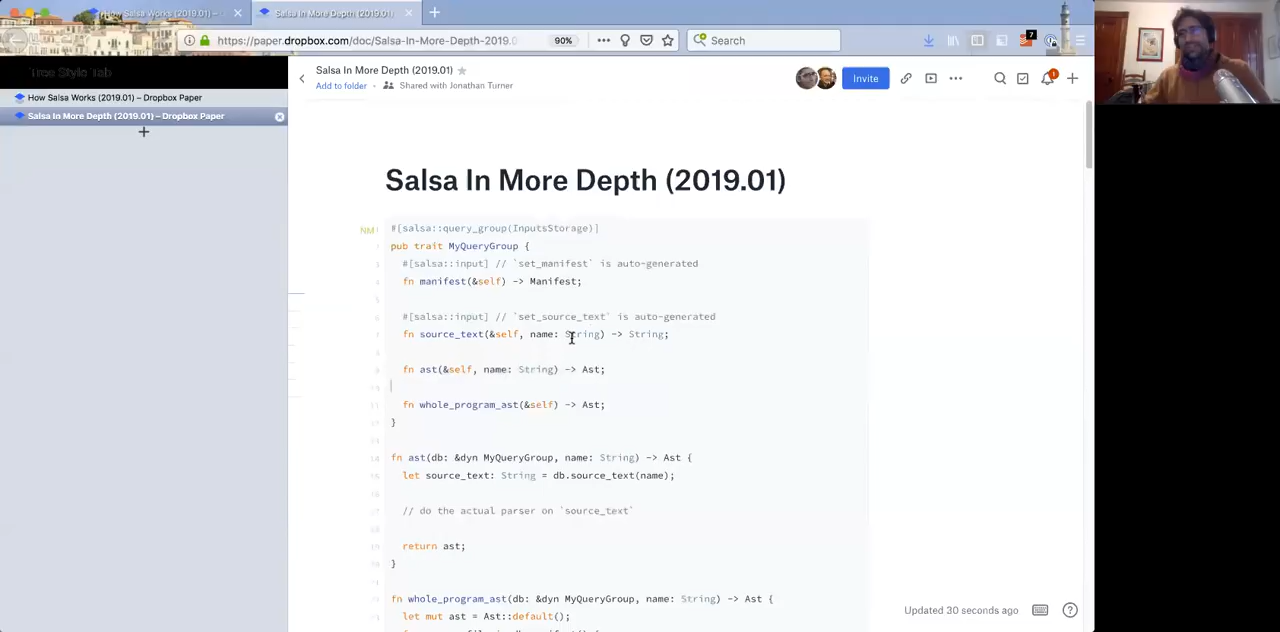 How Salsa Works (2019.01) –
Salsa In More Depth (2019.01)
https://paper.dropbox.com/doc/Salsa-In-More-Depth-2019.0
90%
Search
7
Tree Style Tab
How Salsa Works (2019.01) – Dropbox Paper
Salsa In More Depth (2019.01) – Dropbox Paper
Salsa In More Depth (2019.01)
Add to folder
Shared with Jonathan Turner
Invite
1
Salsa In More Depth (2019.01)
NM
#[salsa::query_group(InputsStorage)]
pub trait MyQueryGroup {
#[salsa::input] // `set_manifest` is auto-generated
fn manifest(&self) -> Manifest;
#[salsa::input] // `set_source_text` is auto-generated
fn source_text(&self, name: String) -> String;
fn ast(&self, name: String) -> Ast;
fn whole_program_ast(&self) -> Ast;
}
fn ast(db: &dyn MyQueryGroup, name: String) -> Ast {
let source_text: String = db.source_text(name);
// do the actual parser on `source_text`
return ast;
}
fn whole_program_ast(db: &dyn MyQueryGroup, name: String) -> Ast {
let mut ast = Ast::default();
Updated 30 seconds ago